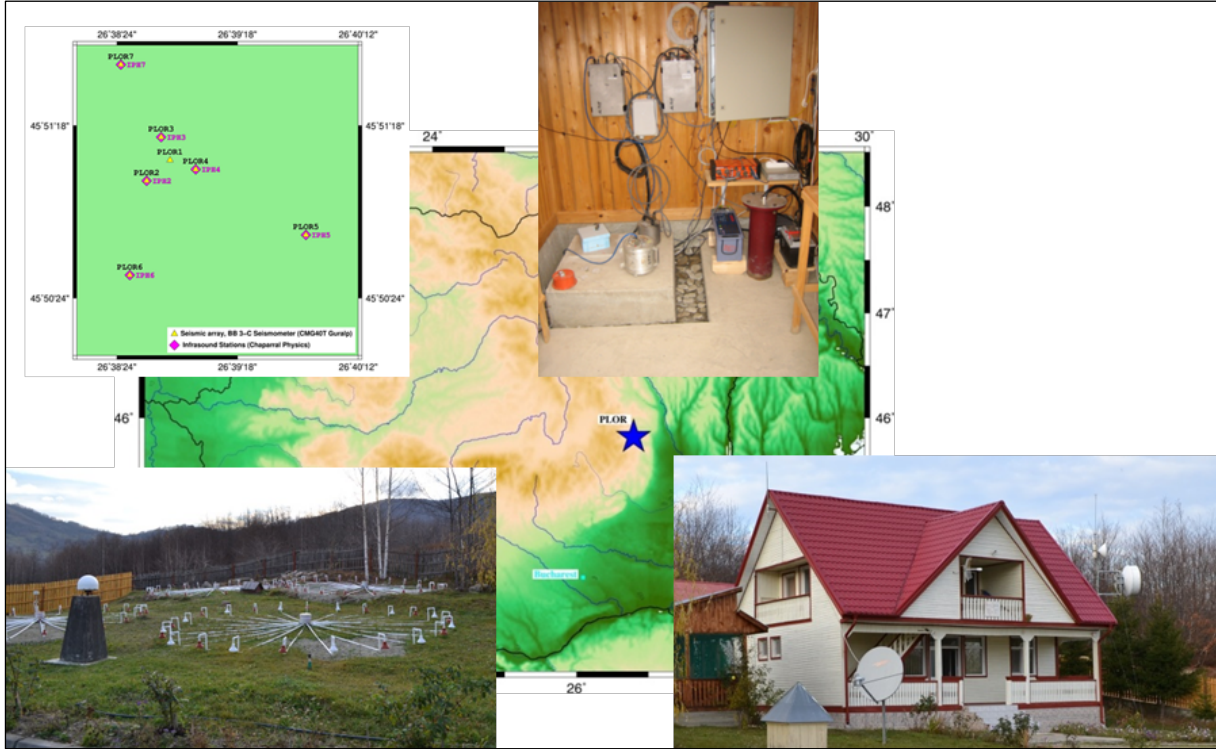 26°38'24" 26°39'18" 26°40'12"
PLOR7
IPH7
45°51'18" 45°51'18"
PLOR3
IPH3
PLOR1
PLOR4
IPH4
PLOR2
IPH2
PLOR5
IPH5
PLOR6
IPH6
45°50'24" 45°50'24"
Seismic array, BB 3-C Seismometer (CMG40T Guralp)
Infrasound Stations (Chaparral Physics)
26°38'24" 26°39'18" 26°40'12"
24° 30°
48°
47°
46° 46°
PLOR
Bucharest
26°